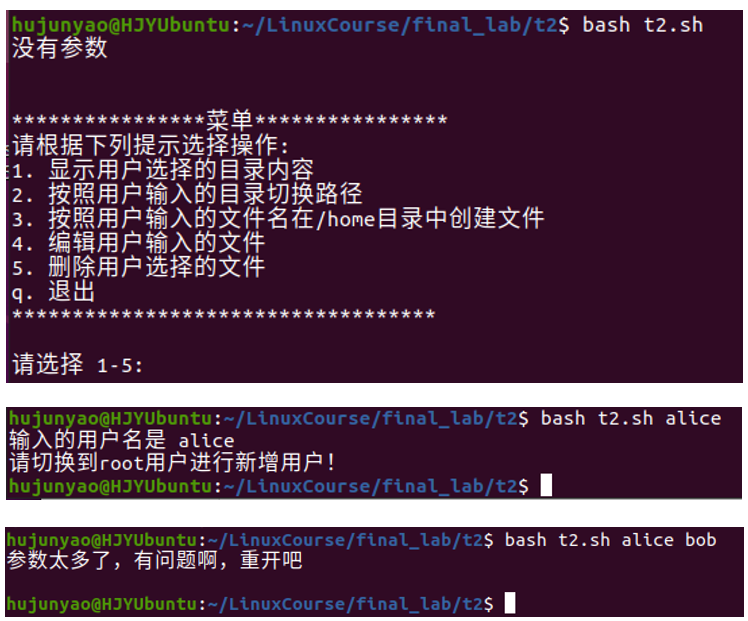 hujunyao@HJYUbuntu:~/LinuxCourse/final_lab/t2$ bash t2.sh
没有参数
****************菜单****************
请根据下列提示选择操作:
1. 显示用户选择的目录内容
2. 按照用户输入的目录切换路径
3. 按照用户输入的文件名在/home目录中创建文件
4. 编辑用户输入的文件
5. 删除用户选择的文件
q. 退出
***********************************
请选择 1-5:
hujunyao@HJYUbuntu:~/LinuxCourse/final_lab/t2$ bash t2.sh alice
输入的用户名是 alice
请切换到root用户进行新增用户!
hujunyao@HJYUbuntu:~/LinuxCourse/final_lab/t2$
hujunyao@HJYUbuntu:~/LinuxCourse/final_lab/t2$ bash t2.sh alice bob
参数太多了，有问题啊，重开吧
hujunyao@HJYUbuntu:~/LinuxCourse/final_lab/t2$